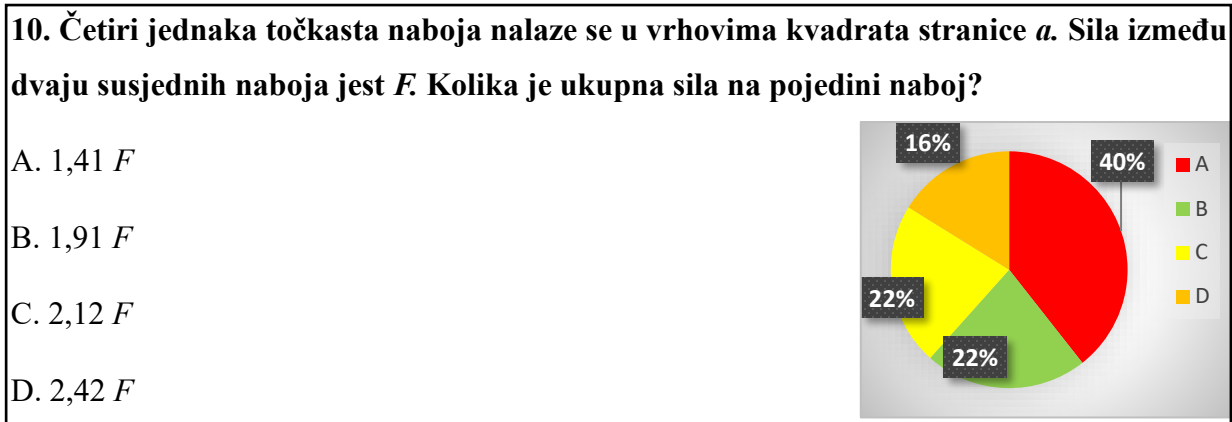 10. Četiri jednaka točkasta naboja nalaze se u vrhovima kvadrata stranice a. Sila između
dvaju susjednih naboja jest F. Kolika je ukupna sila na pojedini naboj?
A. 1,41 F
B. 1,91 F
C. 2,12 F
D. 2,42 F
16%
40%
22%
22%
A
B
C
D